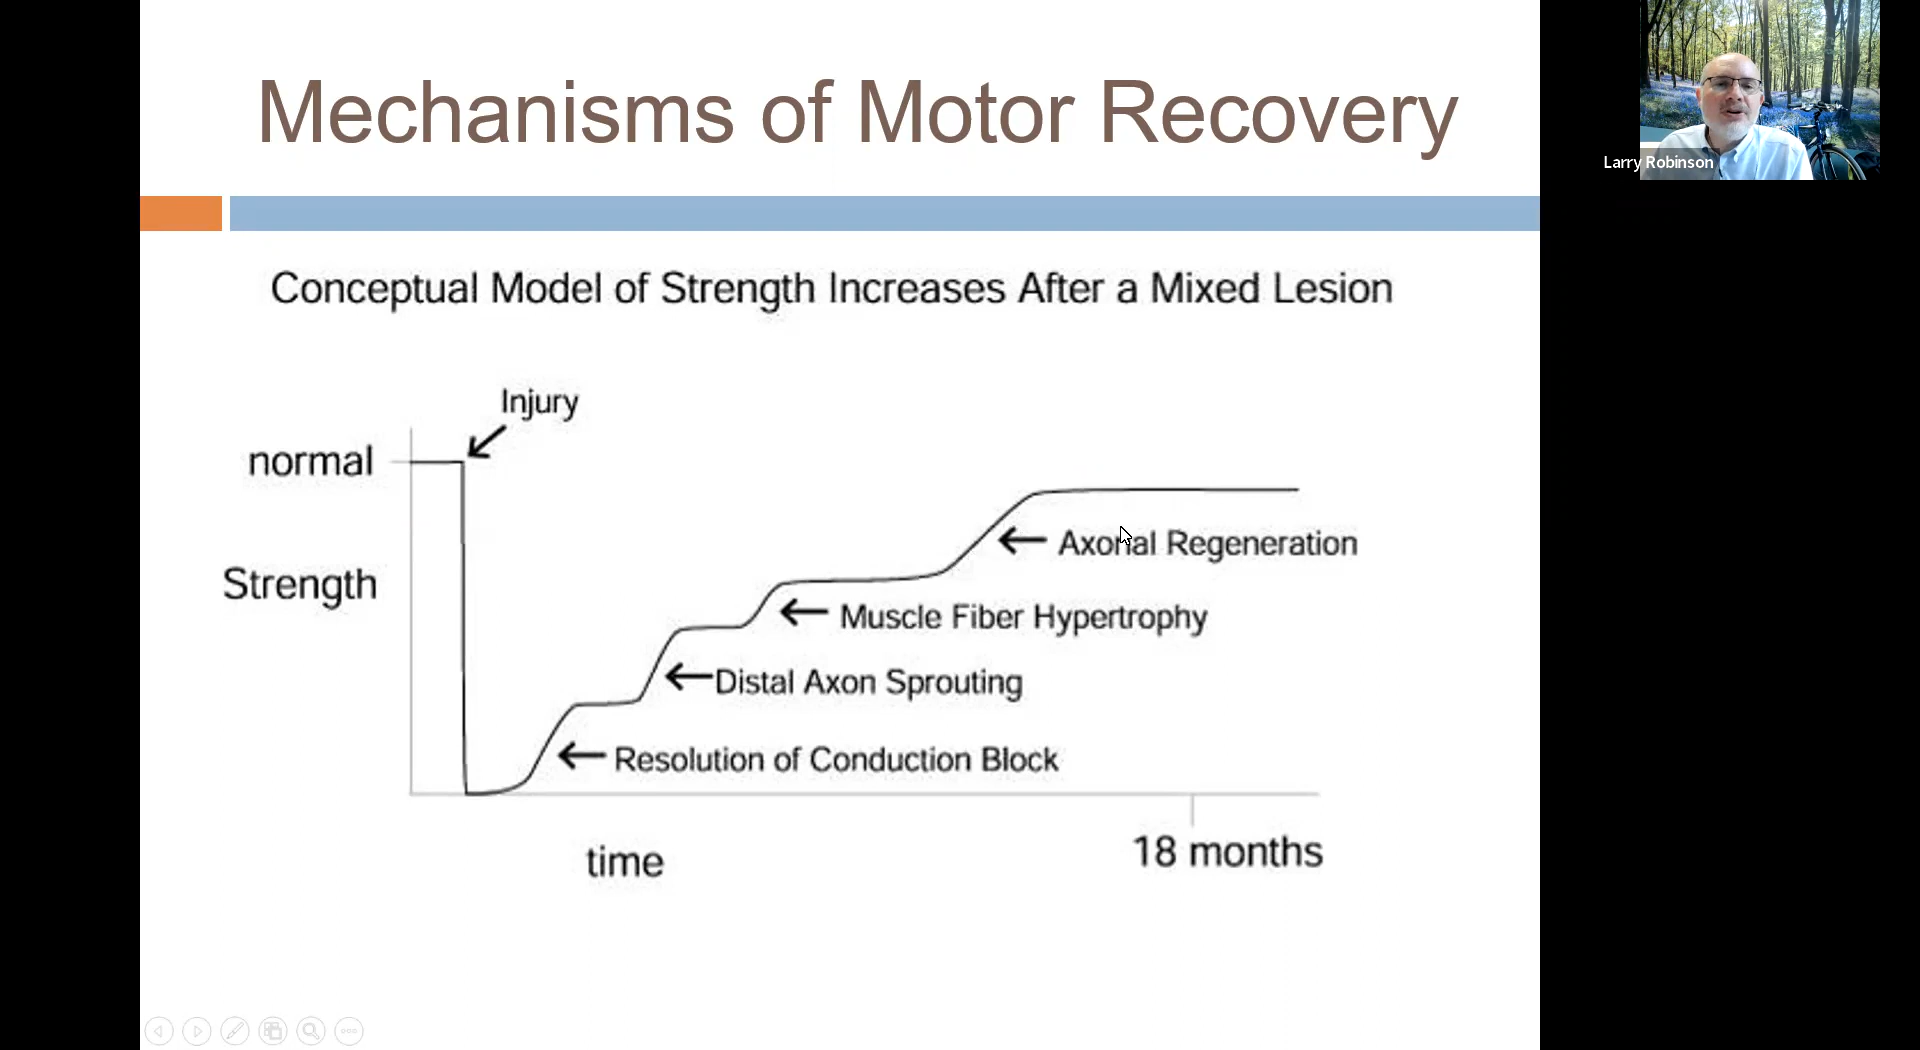 Mechanisms of Motor Recovery
Larry Robinson
Conceptual Model of Strength Increases After a Mixed Lesion
Injury
normal
Strength
Axonal Regeneration
Muscle Fiber Hypertrophy
Distal Axon Sprouting
Resolution of Conduction Block
time
18 months